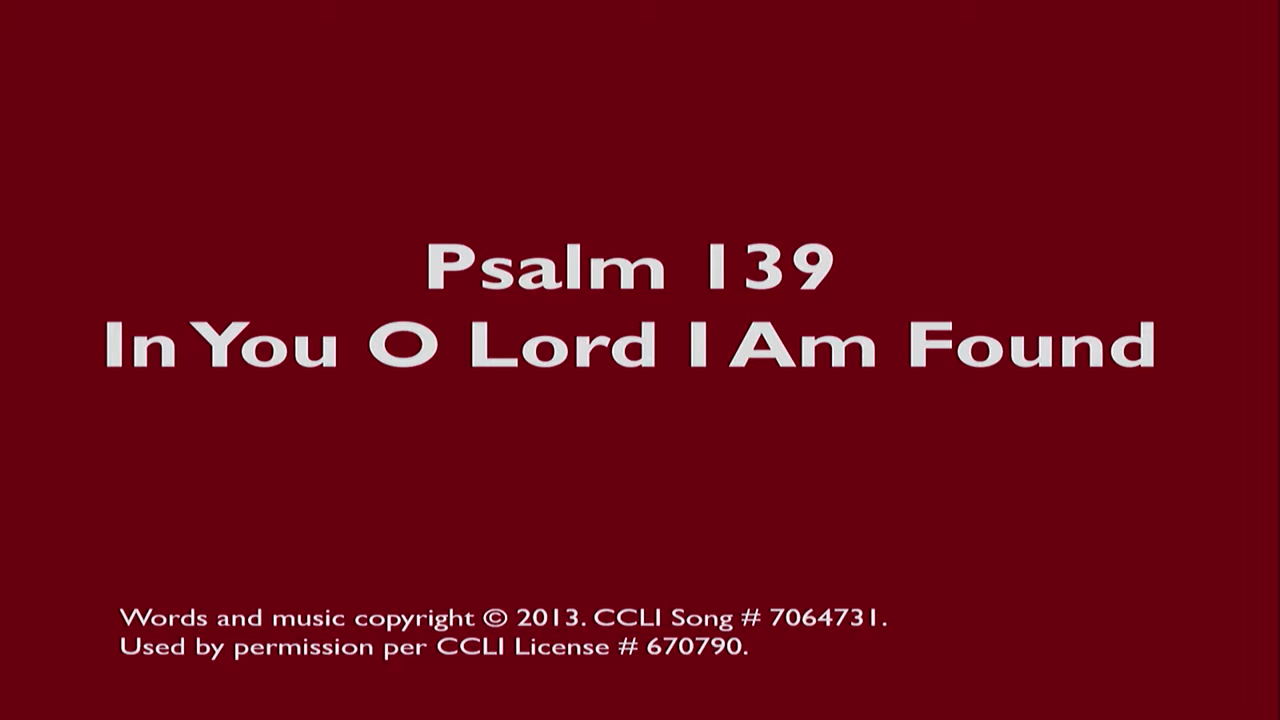 Psalm 139
In You O Lord I Am Found
Words and music copyright © 2013. CCLI Song # 7064731.
Used by permission per CCLI License # 670790.